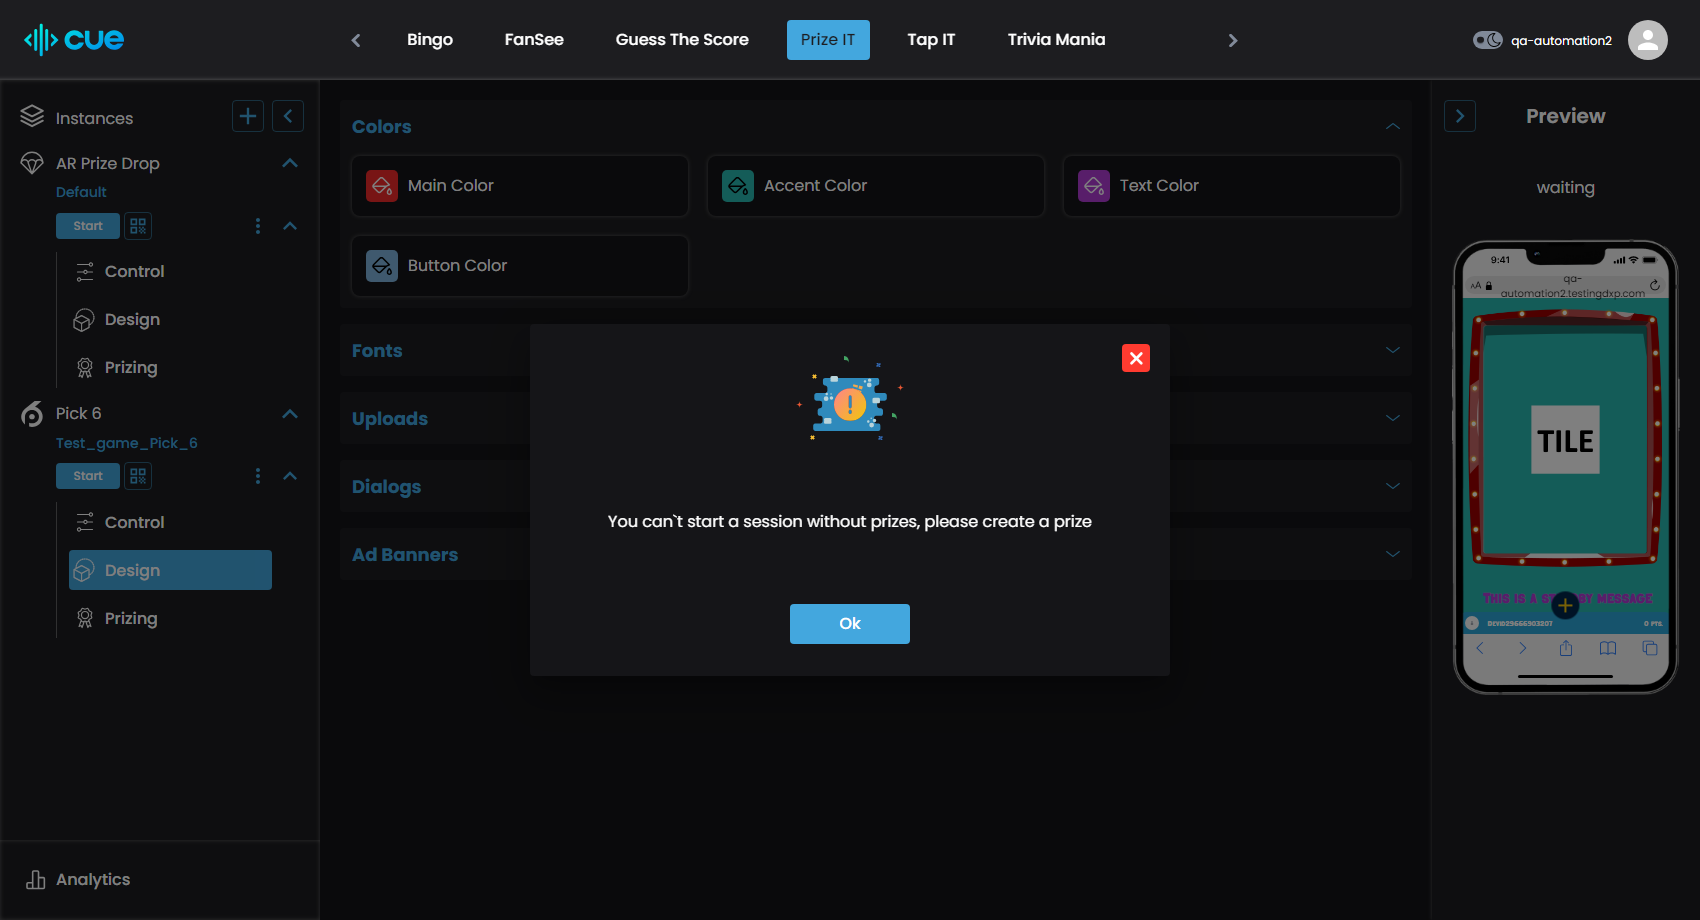 cue
Bingo
FanSee
Guess The Score
Prize IT
Tap IT
Trivia Mania
qa-automation2
Instances
AR Prize Drop
Default
Start
Control
Design
Prizing
Pick 6
Test_game_Pick_6
Start
Control
Design
Prizing
Analytics
Colors
Main Color
Accent Color
Text Color
Button Color
Fonts
Uploads
Dialogs
Ad Banners
You can`t start a session without prizes, please create a prize
Ok
Preview
waiting
9:41
AA
qa-
automation2.testingdxp.com
TILE
THIS IS A ST BY MESSAGE
0 PTS.